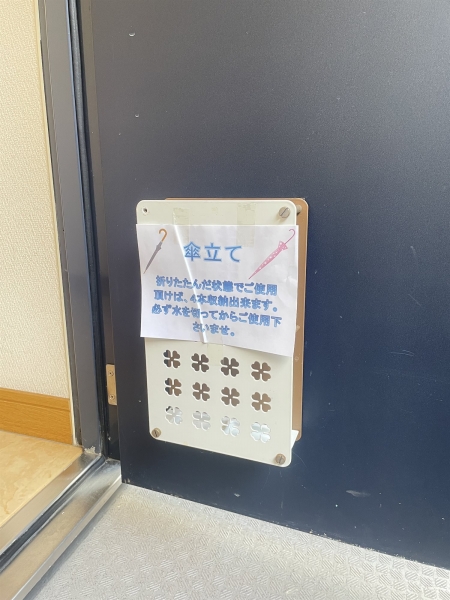 傘立て
折りたたんだ状態でご使用
頂けば、4本収納出来ます。
必ず水を切ってからご使用下
さいませ。